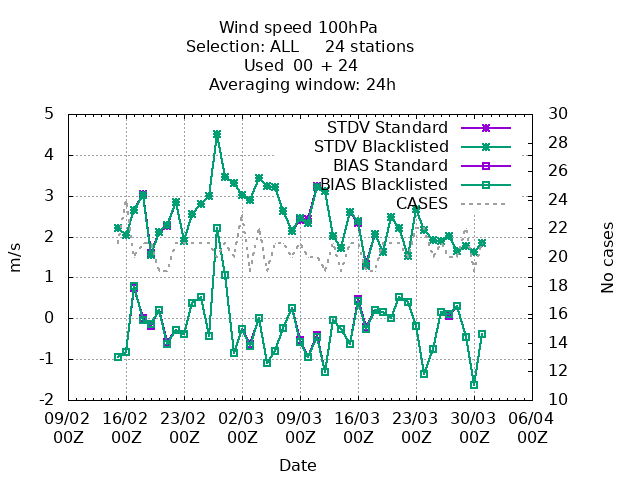 Wind speed 100hPa
Selection: ALL 24 stations
Used 00 + 24
Averaging window: 24h
STDV Standard
STDV Blacklisted
BIAS Standard
BIAS Blacklisted
CASES
5
4
3
2
1
0
-1
-2
m/s
30
28
26
24
22
20
18
16
14
12
10
No cases
09/02 16/02 23/02 02/03 09/03 16/03 23/03 30/03 06/04
00Z 00Z 00Z 00Z 00Z 00Z 00Z 00Z 00Z
Date